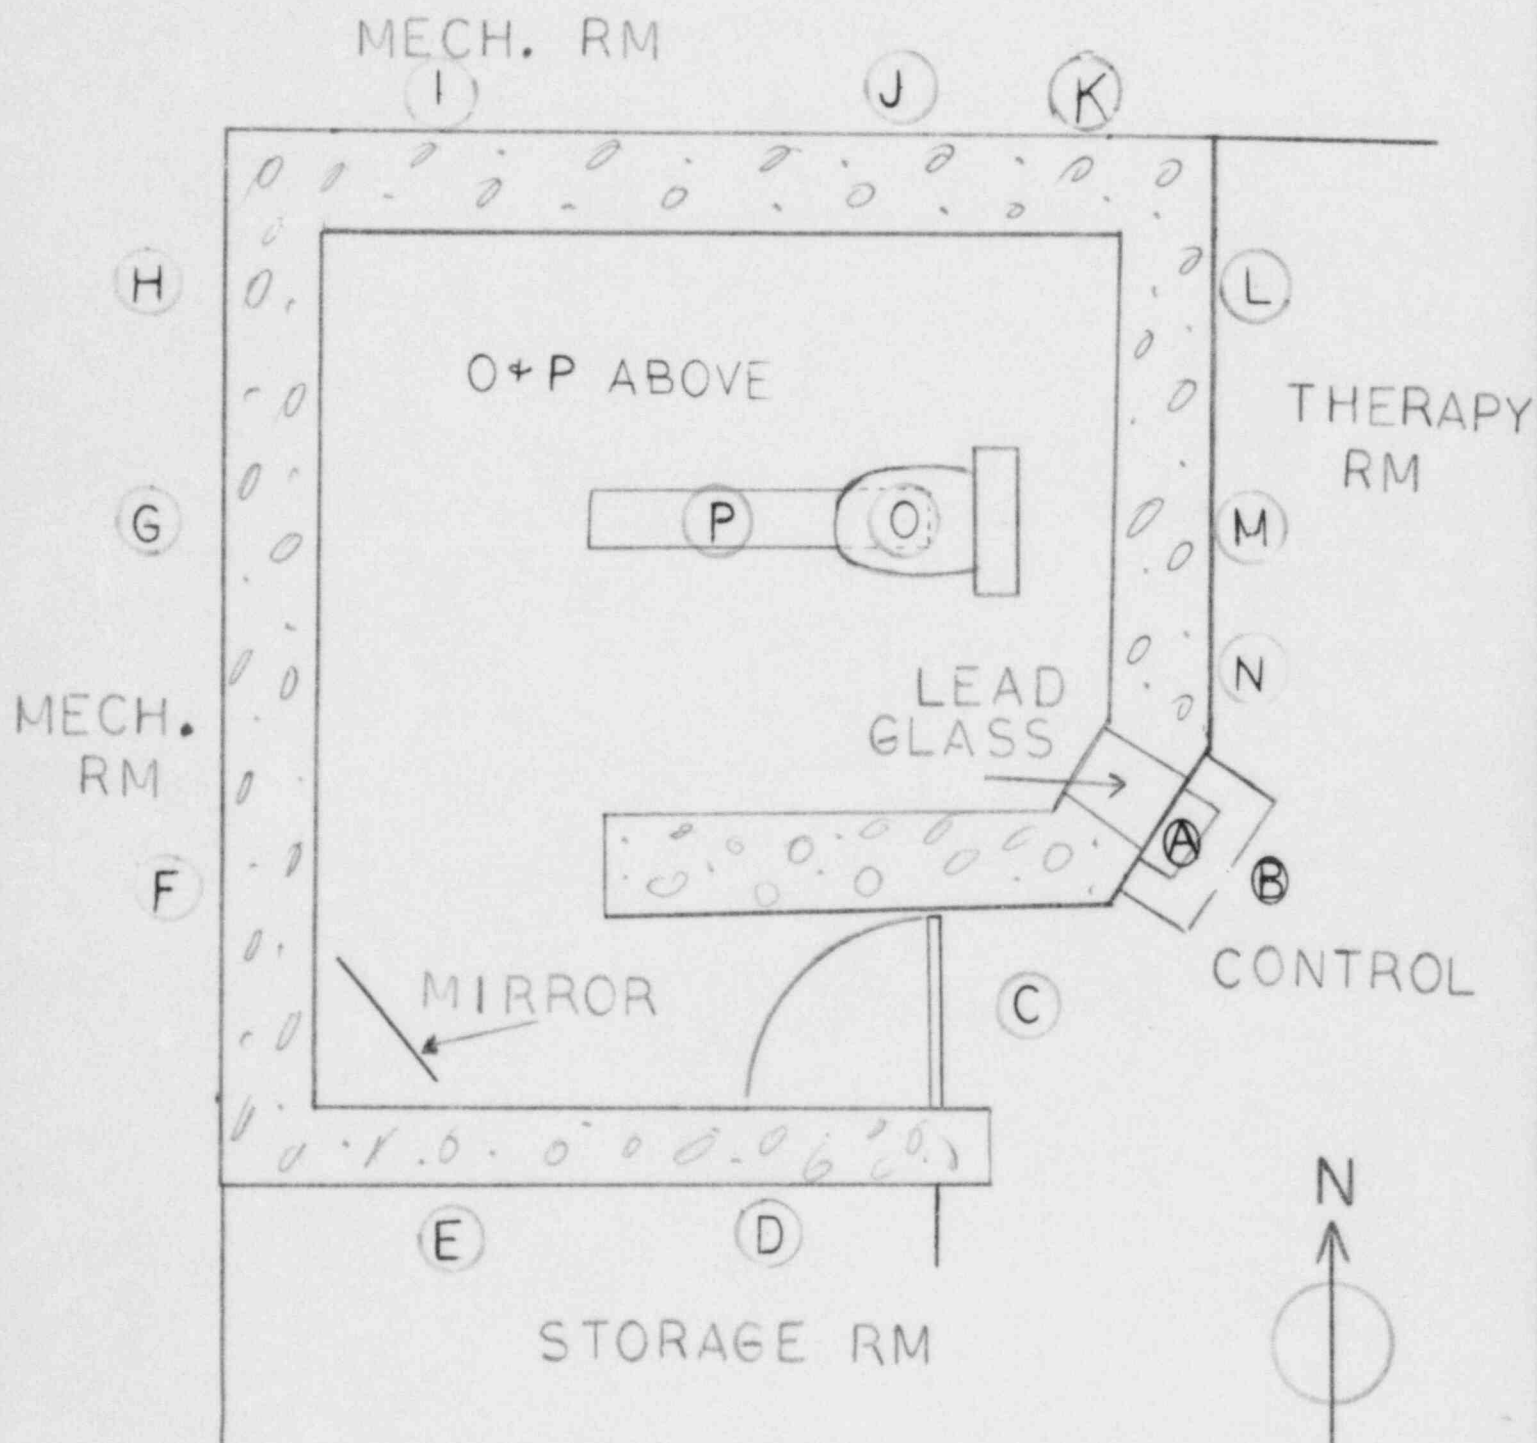 MECH. RM
I
J
K
H
L
O+P ABOVE
THERAPY
RM
G
P
O
M
N
LEAD
GLASS
MECH.
RM
A
F
B
CONTROL
MIRROR
C
N
E
D
STORAGE RM